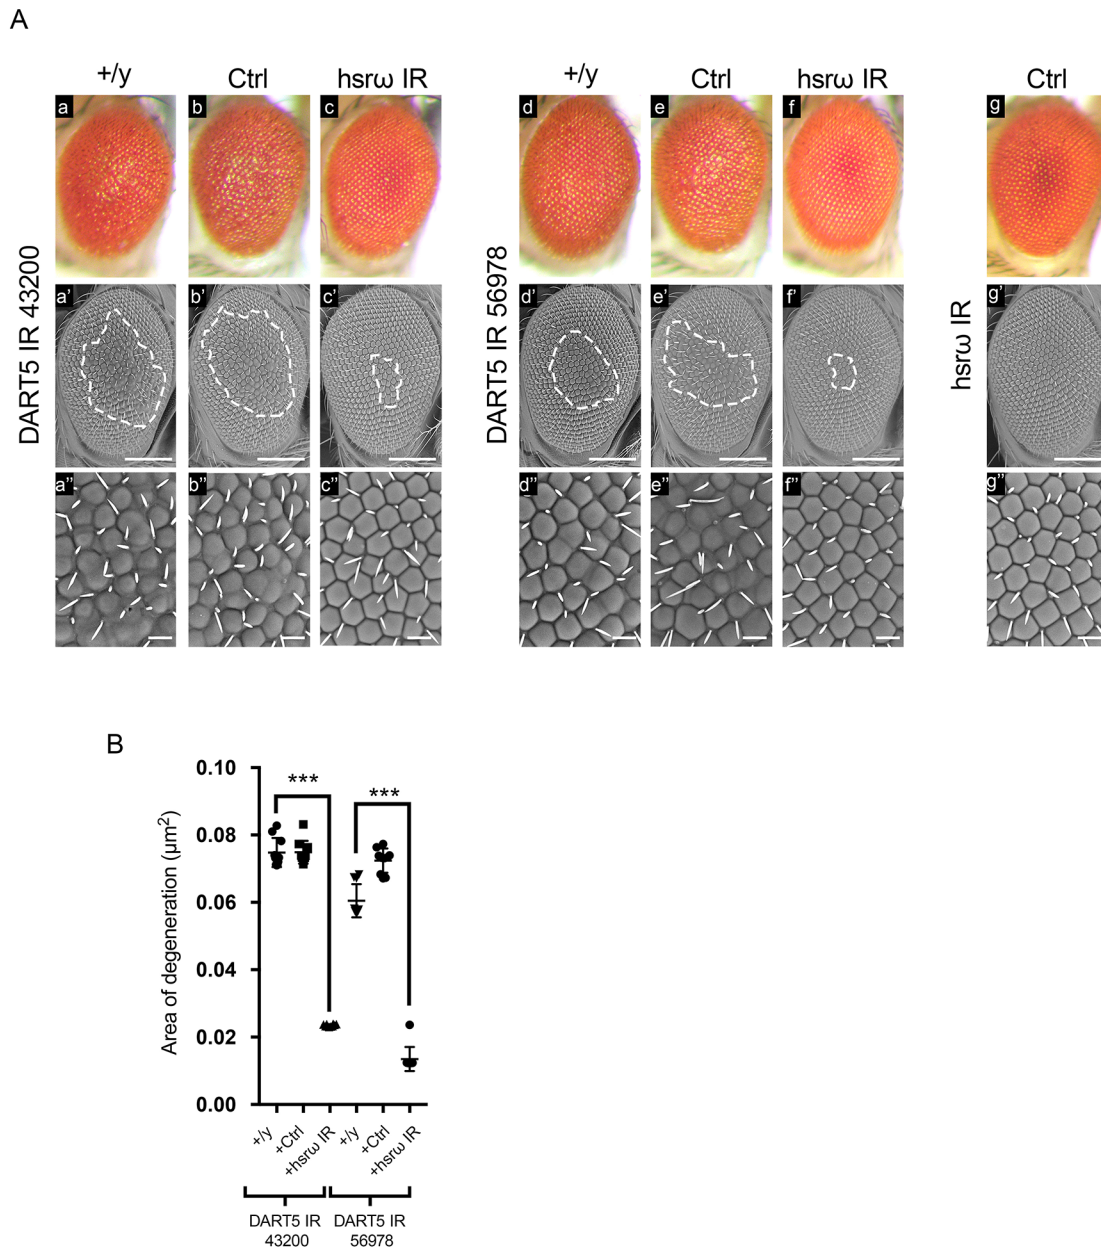 A
+/y Ctrl hsrω IR +/y Ctrl hsrω IR Ctrl
a b c d e f g
DART5 IR 43200
DART5 IR 56978
hsrω IR
a’ b’ c’ d’ e’ f’ g’
a” b” c” d” e” f” g”
B
***
***
Area of degeneration (μm²)
0.10
0.08
0.06
0.04
0.02
0.00
+/y +Ctrl +hsrω IR +/y +Ctrl +hsrω IR
DART5 IR DART5 IR
43200 56978